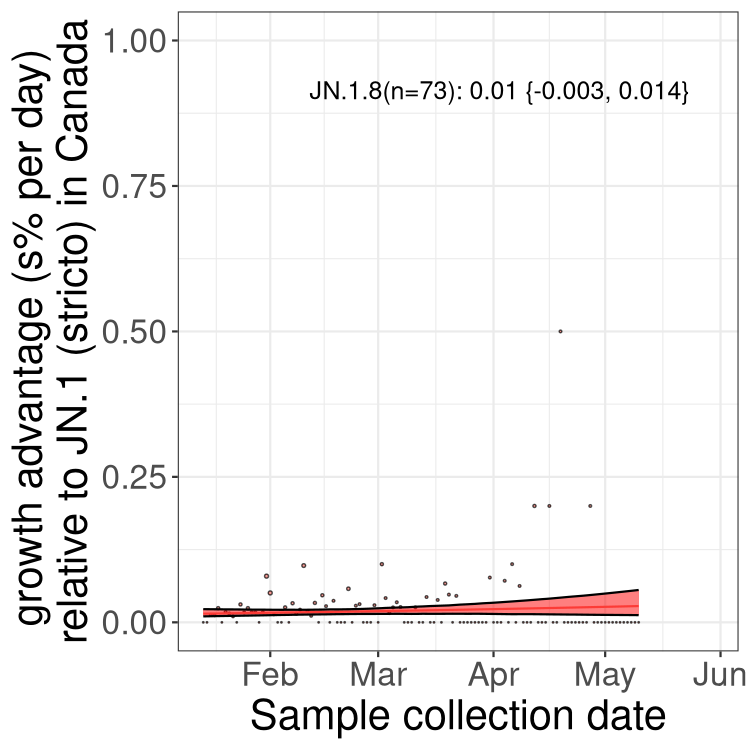 growth advantage (s% per day)
relative to JN.1 (stricto) in Canada
1.00
0.75
0.50
0.25
0.00
JN.1.8(n=73): 0.01 {-0.003, 0.014}
Feb
Mar
Apr
May
Jun
Sample collection date